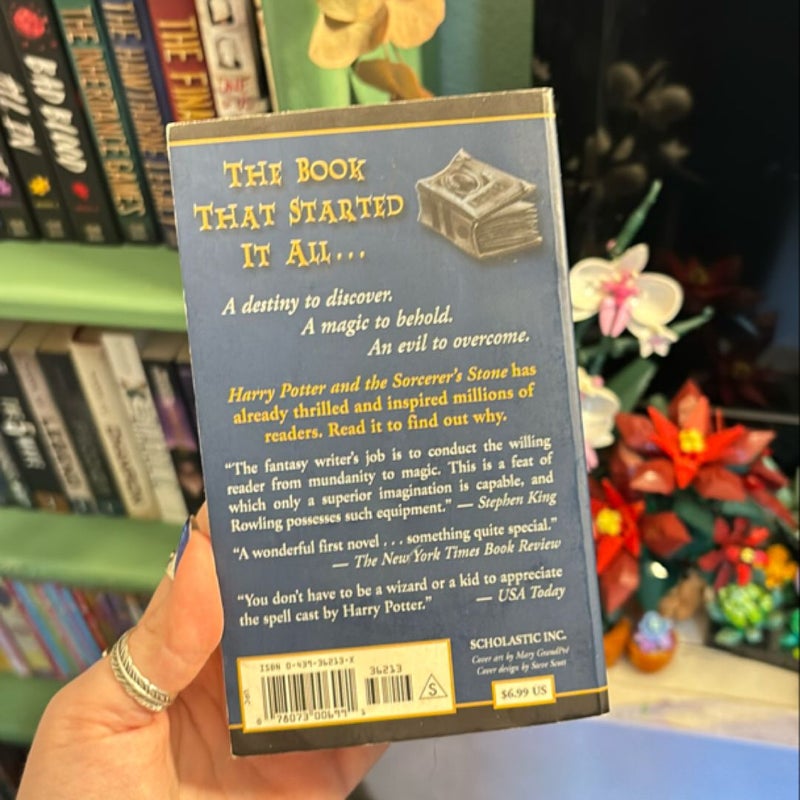 BAD BLOOD
THE INHERITANCE GAMES
THE FINAL
THE BOOK
THAT STARTED
IT ALL...
A destiny to discover.
A magic to behold.
An evil to overcome.
Harry Potter and the Sorcerer's Stone has
already thrilled and inspired millions of
readers. Read it to find out why.
"The fantasy writer's job is to conduct the willing
reader from mundanity to magic. This is a feat of
which only a superior imagination is capable, and
Rowling possesses such equipment." — Stephen King
"A wonderful first novel . . . something quite special."
— The New York Times Book Review
"You don't have to be a wizard or a kid to appreciate
the spell cast by Harry Potter."
— USA Today
SCHOLASTIC INC.
Cover art by Mary GrandPré
Cover design by Steve Scott
ISBN 0-439-36213-X
36213
S
$6.99 US